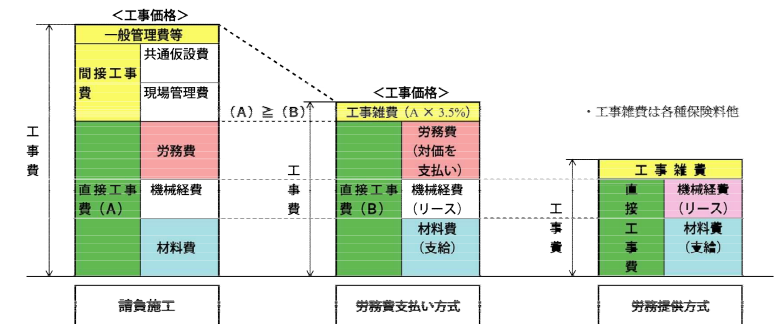 ＜工事価格＞
一般管理費等
間接工事費
共通仮設費
現場管理費
直接工事費（A）
労務費
機械経費
材料費
工事費
請負施工
（A）≧（B）
＜工事価格＞
工事雑費（A × 3.5%）
直接工事費（B）
労務費
（対価を
支払い）
機械経費
（リース）
材料費
（支給）
工事費
労務費支払い方式
・工事雑費は各種保険料他
工事雑費
直接工事費
機械経費
（リース）
材料費
（支給）
工事費
労務提供方式